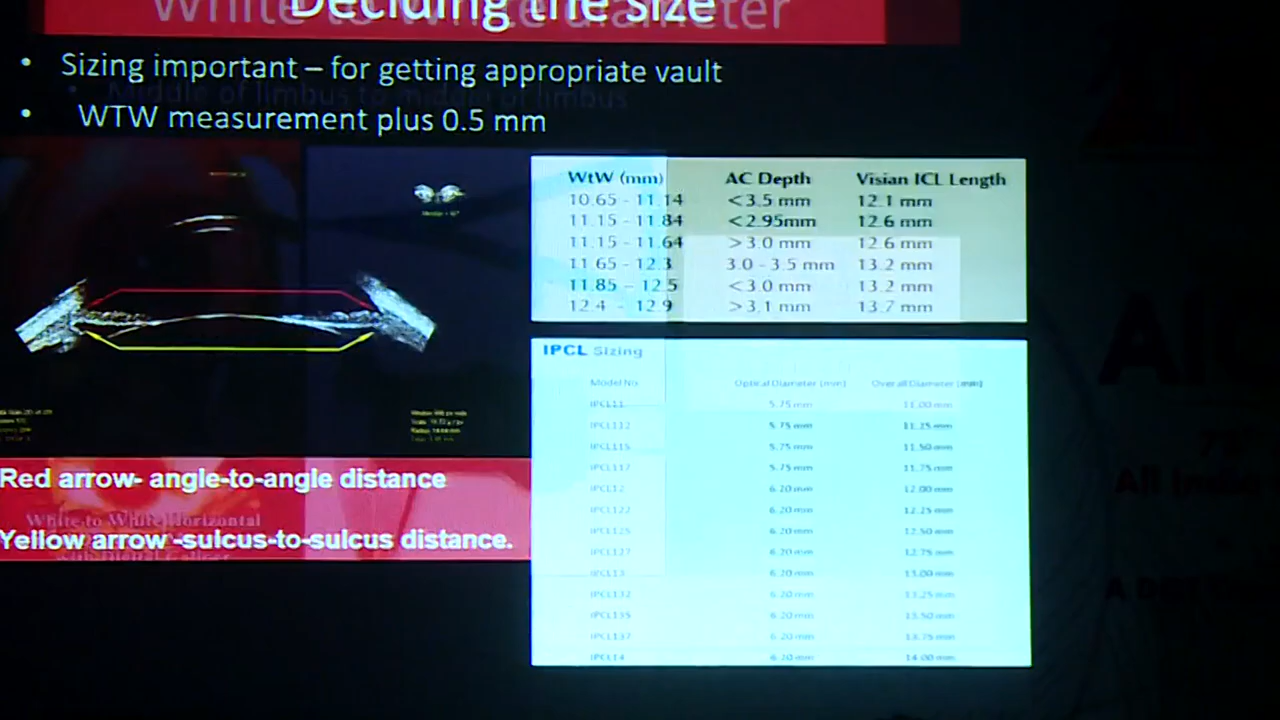 White to White diameter
Deciding the Size
• Sizing important – for getting appropriate vault
• Middle of limbus to middle of limbus
• WTW measurement plus 0.5 mm
WtW (mm) AC Depth Visian ICL Length
10.65 - 11.14 <3.5 mm 12.1 mm
11.15 - 11.84 <2.95mm 12.6 mm
11.15 - 11.64 >3.0 mm 12.6 mm
11.65 - 12.3 3.0 - 3.5 mm 13.2 mm
11.85 - 12.5 <3.0 mm 13.2 mm
12.4 - 12.9 >3.1 mm 13.7 mm
IPCL Sizing
Model No. Optical Diameter (mm) Overall Diameter (mm)
IPCL11 5.75 mm 11.00 mm
IPCL112 5.75 mm 11.25 mm
IPCL115 5.75 mm 11.50 mm
IPCL117 5.75 mm 11.75 mm
IPCL12 6.20 mm 12.00 mm
IPCL122 6.20 mm 12.25 mm
IPCL125 6.20 mm 12.50 mm
IPCL127 6.20 mm 12.75 mm
IPCL13 6.20 mm 13.00 mm
IPCL132 6.20 mm 13.25 mm
IPCL135 6.20 mm 13.50 mm
IPCL137 6.20 mm 13.75 mm
IPCL14 6.20 mm 14.00 mm
Red arrow- angle-to-angle distance
White to White Horizontal
Yellow arrow -sulcus-to-sulcus distance.
with Digital Caliper
All India